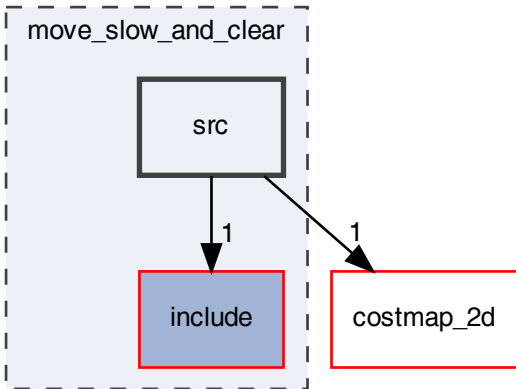 move_slow_and_clear
src
1
1
include
costmap_2d